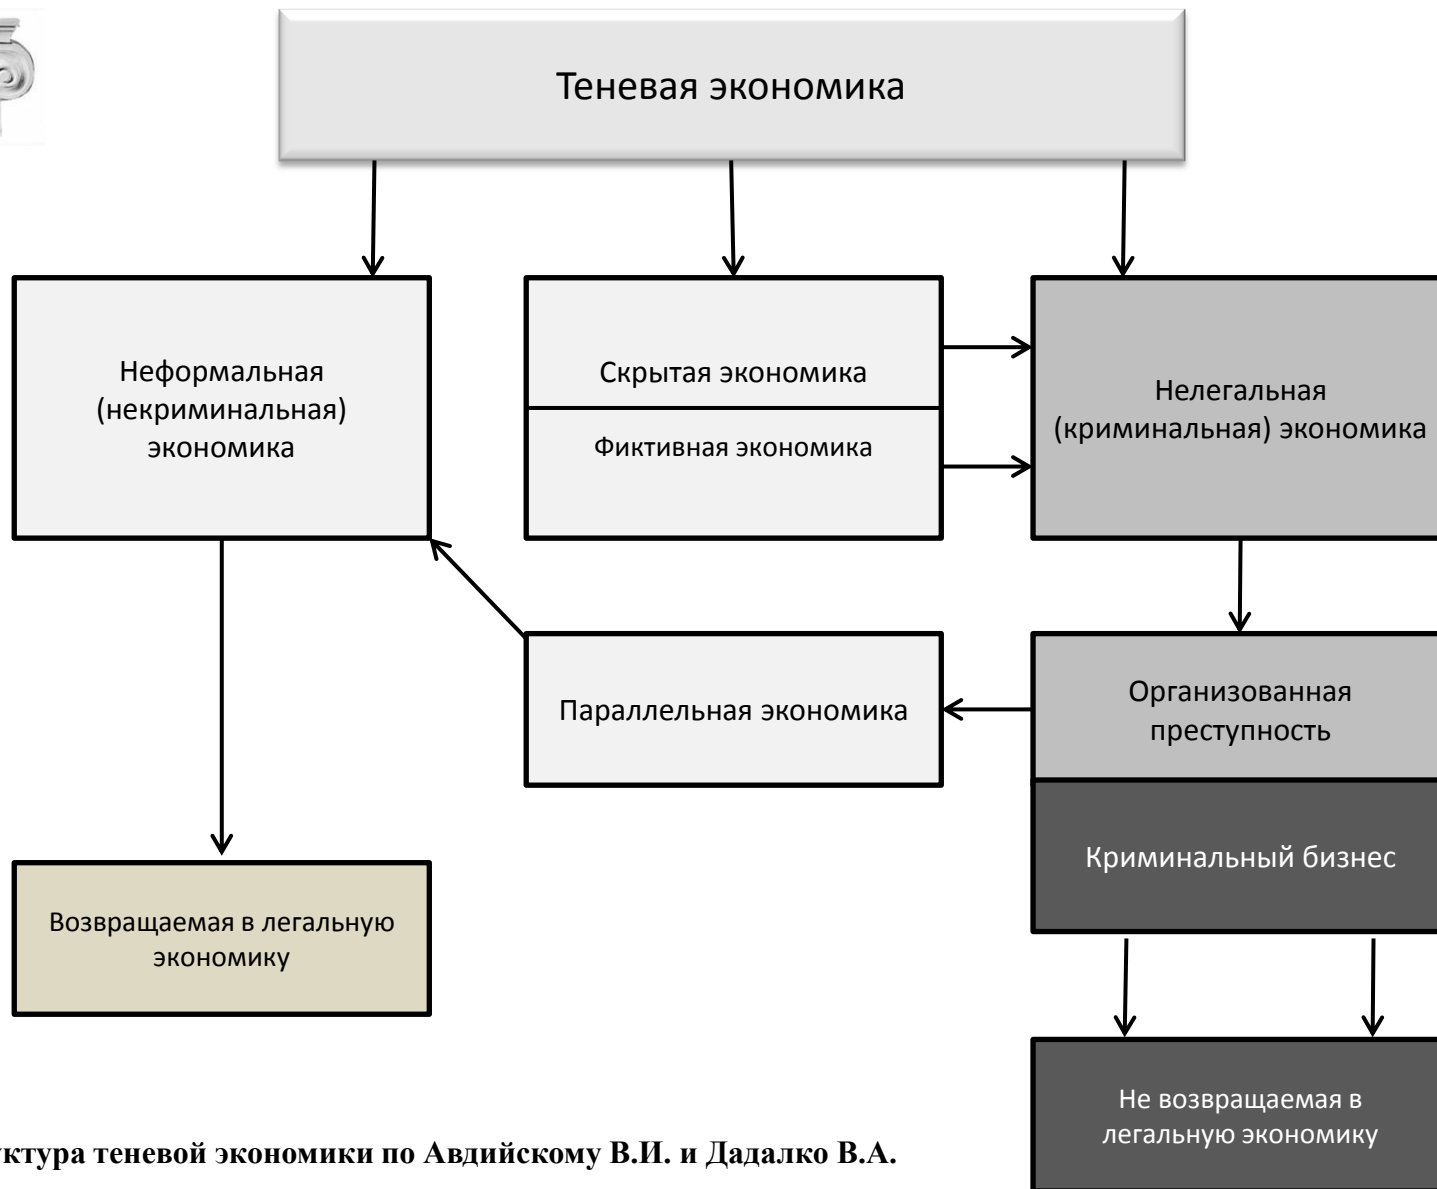 Теневая экономика
Неформальная
(некриминальная)
экономика
Скрытая экономика
Фиктивная экономика
Нелегальная
(криминальная) экономика
Параллельная экономика
Организованная
преступность
Криминальный бизнес
Возвращаемая в легальную
экономику
Не возвращаемая в
легальную экономику
теневой экономики по Авдийскому В.И. и Дадалко В.А.